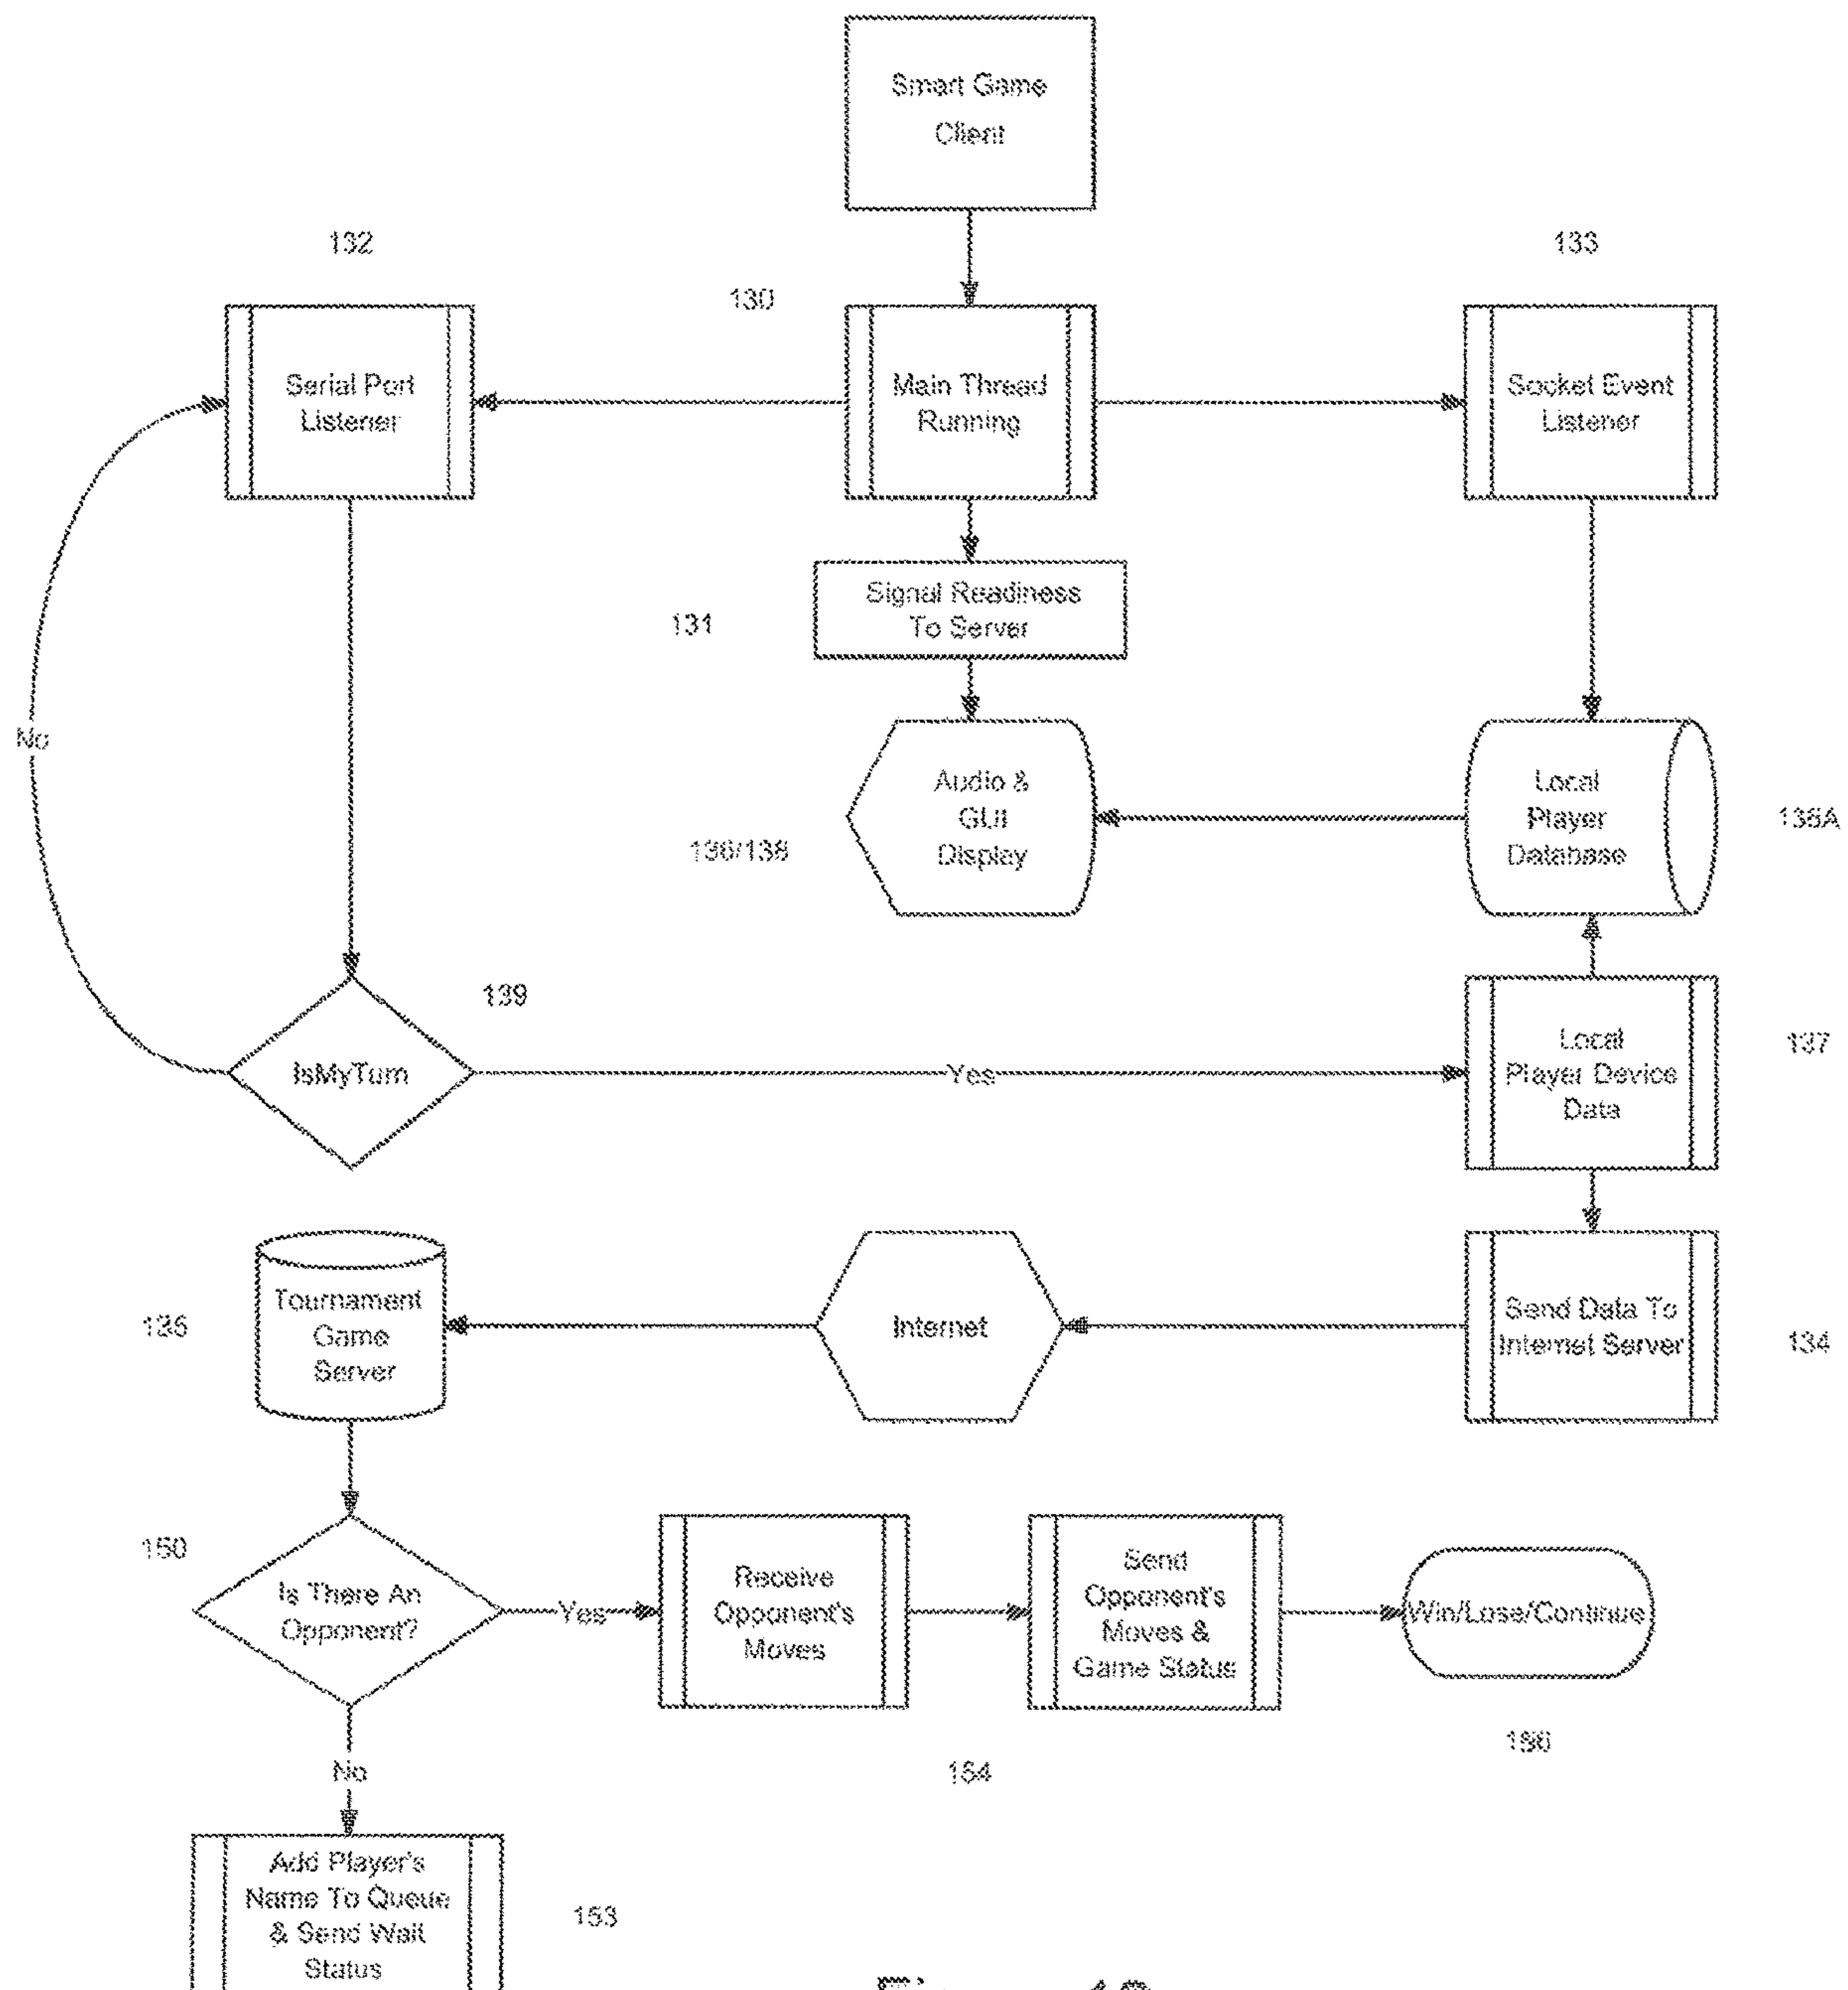 Smart Game
Client
132
133
130
Serial Port
Listener
Main Thread
Running
Socket Event
Listener
Signal Readiness
To Server
131
No
Audio &
GUI
Display
Local
Player
Database
136/138
139
IsMyTurn
Yes
Local
Player Device
Data
137
Tournament
Game
Server
135
Internet
Send Data To
Internet Server
134
150
Is There An
Opponent?
Yes
Receive
Opponent's
Moves
Send
Opponent's
Moves &
Game Status
Win/Lose/Continue
154
No
Add Player's
Name To Queue
& Send Wait
Status
153